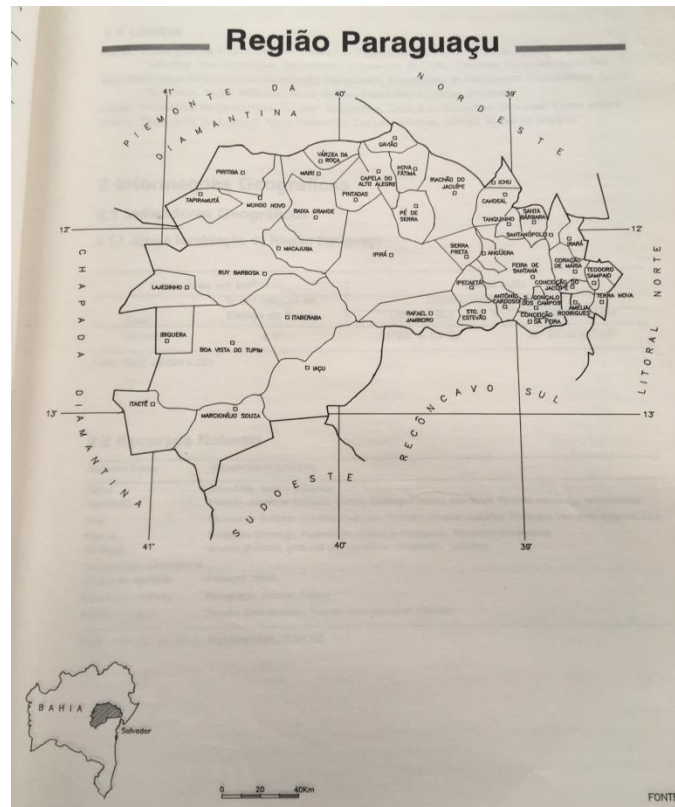 Região Paraguaçu
PIEMONTE DA
DIAMANTINA
NORDESTE
41°
40°
39°
GAVIÃO
VÁRZEA DA
ROÇA
PIRITIBA
MAIRI
CAPELA DO
ALTO ALEGRE
NOVA
FÁTIMA
RIACHÃO DO
JACUÍPE
ICHU
CANDEAL
TAPIRAMUTÁ
MUNDO NOVO
PINTADAS
BAIXA GRANDE
PÉ DE
SERRA
TANQUINHO
SANTA
BÁRBARA
SANTANÓPOLIS
12°
12°
IRARÁ
MACAJUBA
IPIRÁ
SERRA
PRETA
ANGÜERA
CORAÇÃO
DE MARIA
TEODORO
SAMPAIO
RUY BARBOSA
FEIRA DE
SANTANA
LAJEDINHO
IPECAETÁ
CONCEIÇÃO DO
JACUÍPE
ANTÔNIO
CARDOSO
S. GONÇALO
DOS CAMPOS
TERRA NOVA
AMÉLIA
RODRIGUES
ITABERABA
RAFAEL
JAMBEIRO
STO.
ESTEVÃO
CONCEIÇÃO
DA FEIRA
IBIQUERA
BOA VISTA DO TUPIM
IAÇU
ITAETÊ
MARCIONÍLIO SOUZA
13°
13°
CHAPADA DIAMANTINA
LITORAL NORTE
RECÔNCAVO SUL
SUDOESTE
41°
40°
39°
BAHIA
Salvador
0 20 40Km
FONTE